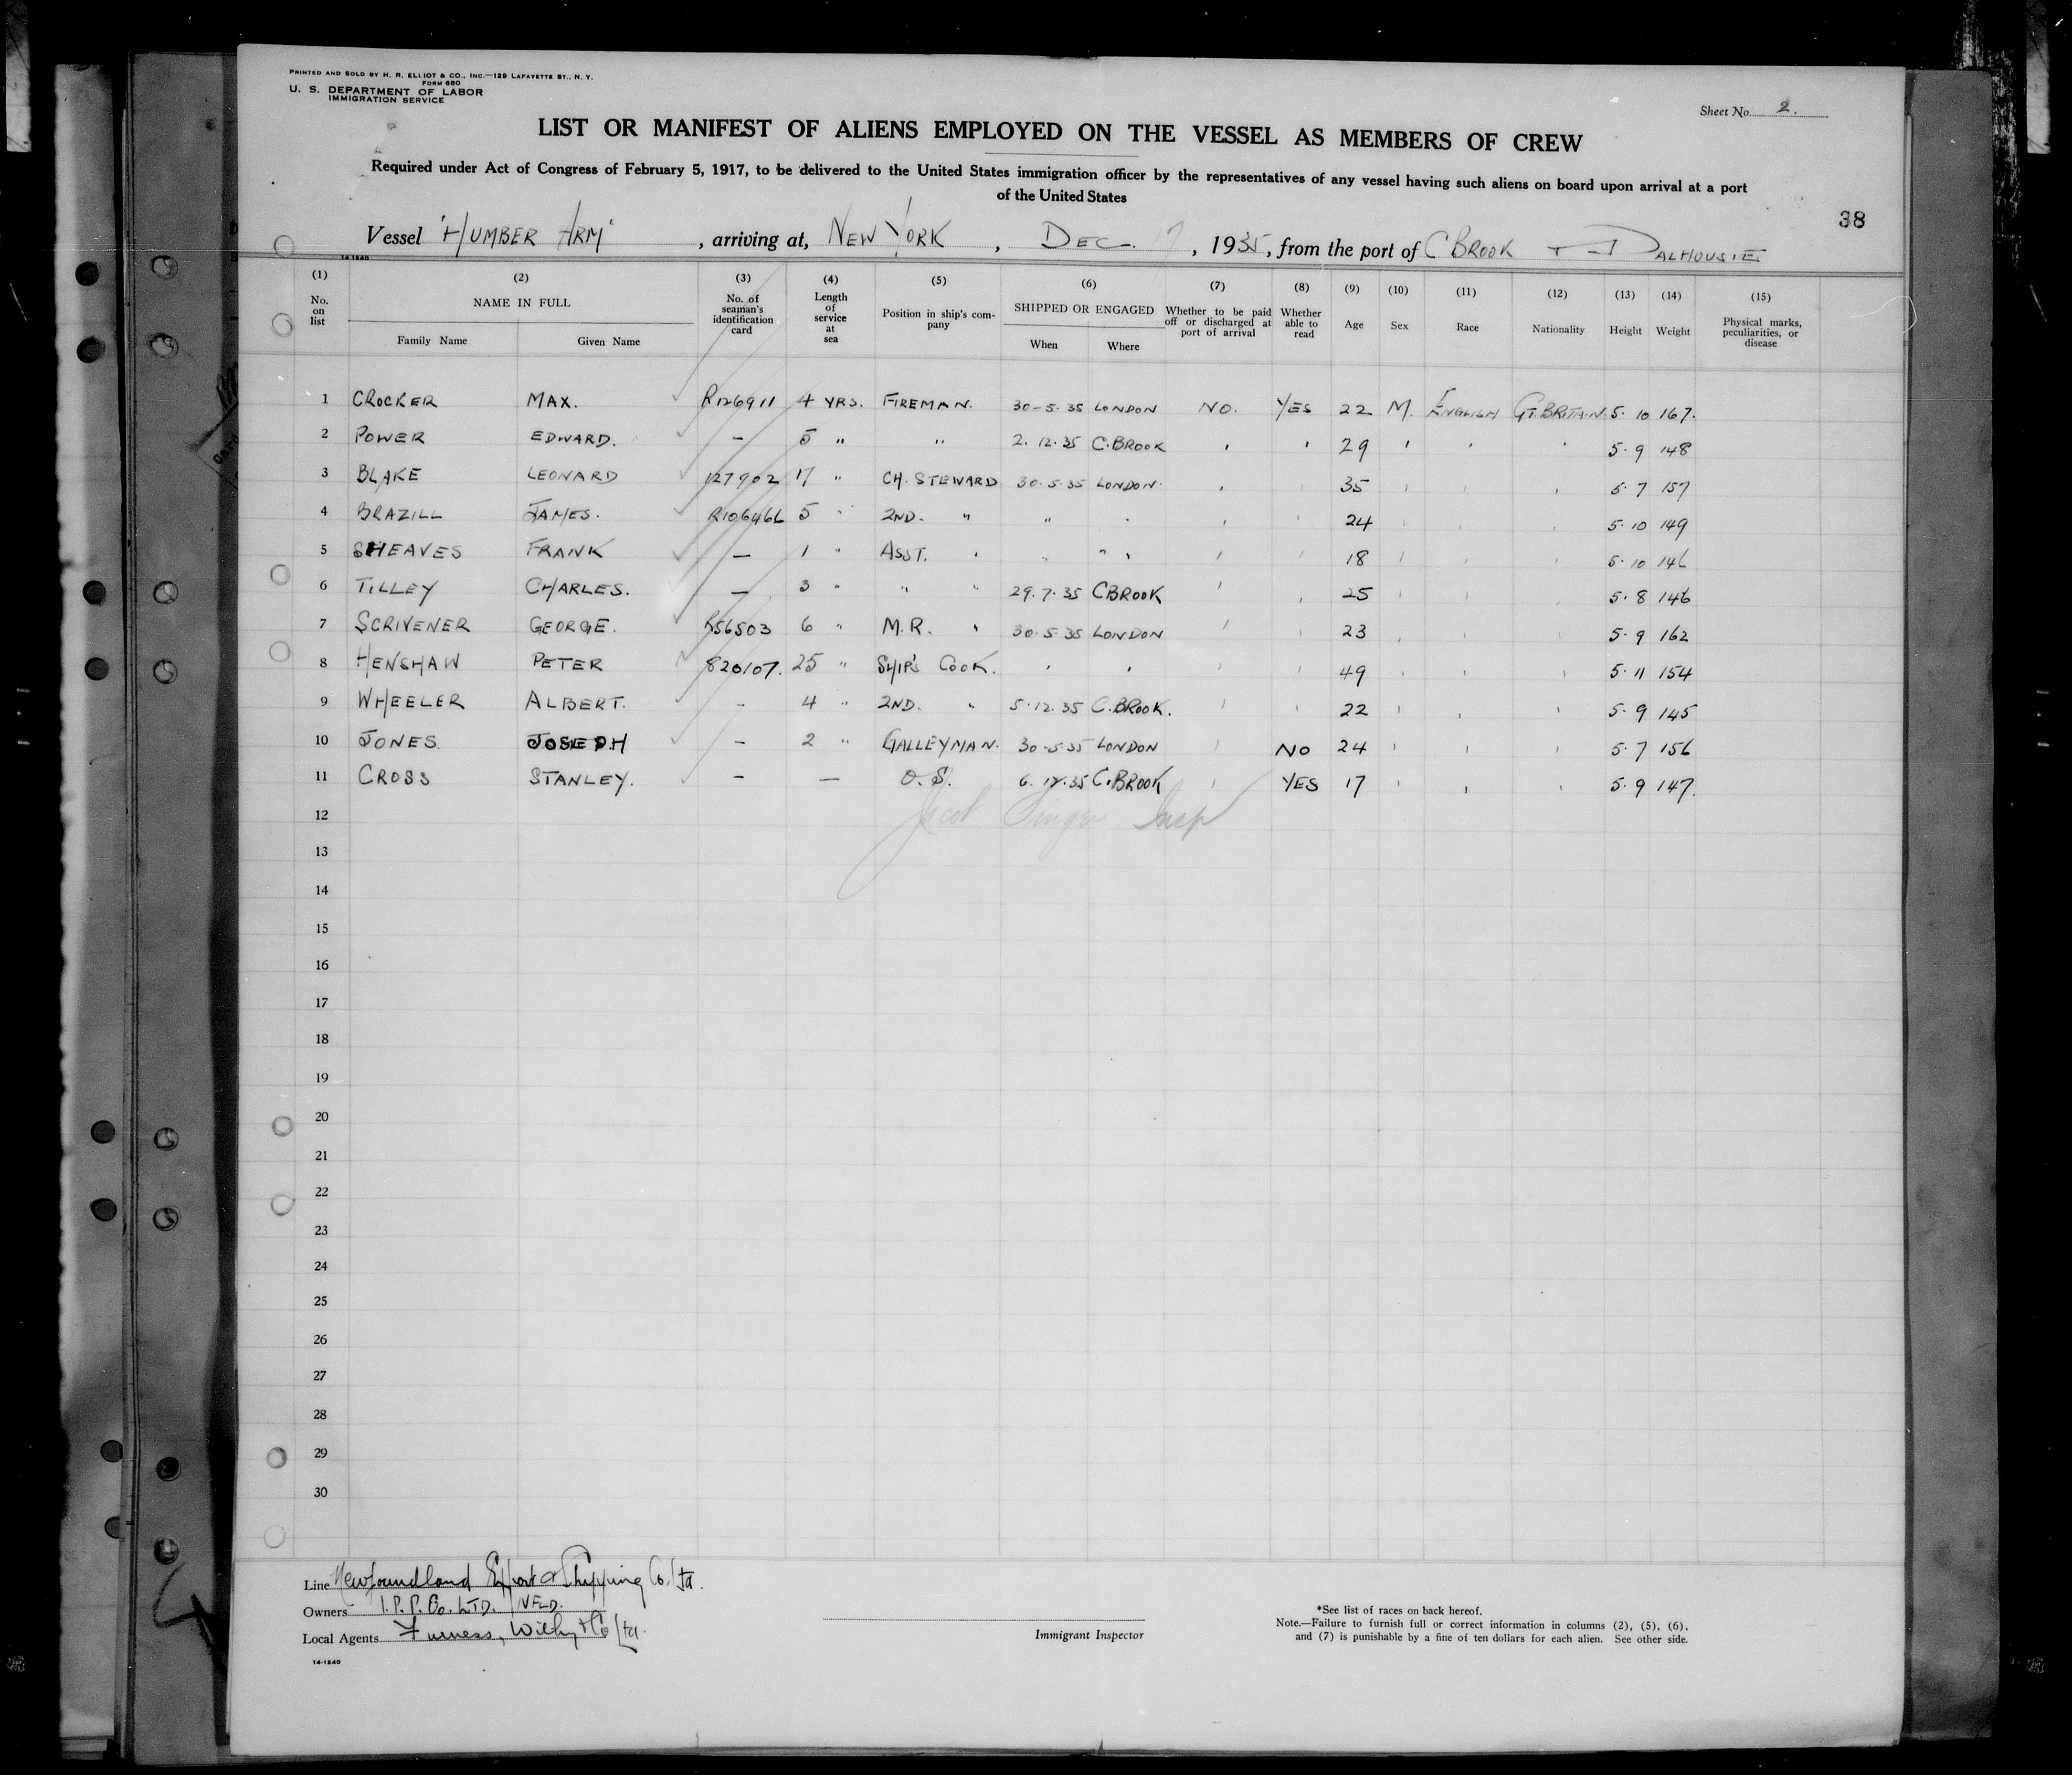 PRINTED AND SOLD BY H. R. ELLIOT & CO., INC.—129 LAFAYETTE ST., N. Y.
FORM 680
U. S. DEPARTMENT OF LABOR
IMMIGRATION SERVICE
Sheet No. 2.
LIST OR MANIFEST OF ALIENS EMPLOYED ON THE VESSEL AS MEMBERS OF CREW
Required under Act of Congress of February 5, 1917, to be delivered to the United States immigration officer by the representatives of any vessel having such aliens on board upon arrival at a port
of the United States
38
Vessel 'HUMBER ARM' , arriving at, NEW YORK , DEC. , 1935, from the port of C BROOK + DALHOUSIE
14-1240
(1) (2) (3) (4) (5) (6) (7) (8) (9) (10) (11) (12) (13) (14) (15)
No. on list NAME IN FULL Family Name Given Name No. of seaman's identification card Length of service at sea Position in ship's company SHIPPED OR ENGAGED When Where Whether to be paid off or discharged at port of arrival Whether able to read Age Sex Race Nationality Height Weight Physical marks, peculiarities, or disease
1 CROCKER MAX. R126911 4 YRS. FIREMAN. 30-5-35 LONDON NO. YES 22 M. ENGLISH GT. BRITAIN 5. 10 167.
2 POWER EDWARD. — 5 " " 2. 12. 35 C. BROOK ' ' 29 ' ' ' 5. 9 148
3 BLAKE LEONARD 127902 17 " CH. STEWARD 30. 5. 35 LONDON. ' ' 35 ' ' ' 5. 7 157
4 BRAZILL JAMES. R106466 5 " 2ND. " " " ' ' 24 ' ' ' 5. 10 149
5 SHEAVES FRANK — 1 " ASST. " " " ' ' 18 ' ' ' 5. 10 146
6 TILLEY CHARLES. — 3 " " " 29. 7. 35 C BROOK ' ' 25 ' ' ' 5. 8 146
7 SCRIVENER GEORGE. R56503 6 " M. R. " 30. 5. 35 LONDON ' ' 23 ' ' ' 5. 9 162
8 HENSHAW PETER 820107. 25 " SHIP'S COOK. ' ' ' ' 49 ' ' ' 5. 11 154
9 WHEELER ALBERT. - 4 " 2ND. " 5. 12. 35 C. BROOK. ' ' 22 ' ' ' 5. 9 145
10 JONES. JOSEPH - 2 " GALLEYMAN. 30-5-35 LONDON ' NO 24 ' ' ' 5. 7 156
11 CROSS STANLEY. - — O. S. 6. 12. 35 C. BROOK ' YES 17 ' ' ' 5. 9 147.
12 Jacob Singer Insp
13
14
15
16
17
18
19
20
21
22
23
24
25
26
27
28
29
30
Line Newfoundland Export & Shipping Co. Ltd.
Owners I. P. P. Co. LTD. NFLD.
Local Agents Furness, Withy & Co Ltd.
14-1240
Immigrant Inspector
*See list of races on back hereof.
Note.—Failure to furnish full or correct information in columns (2), (5), (6),
and (7) is punishable by a fine of ten dollars for each alien. See other side.